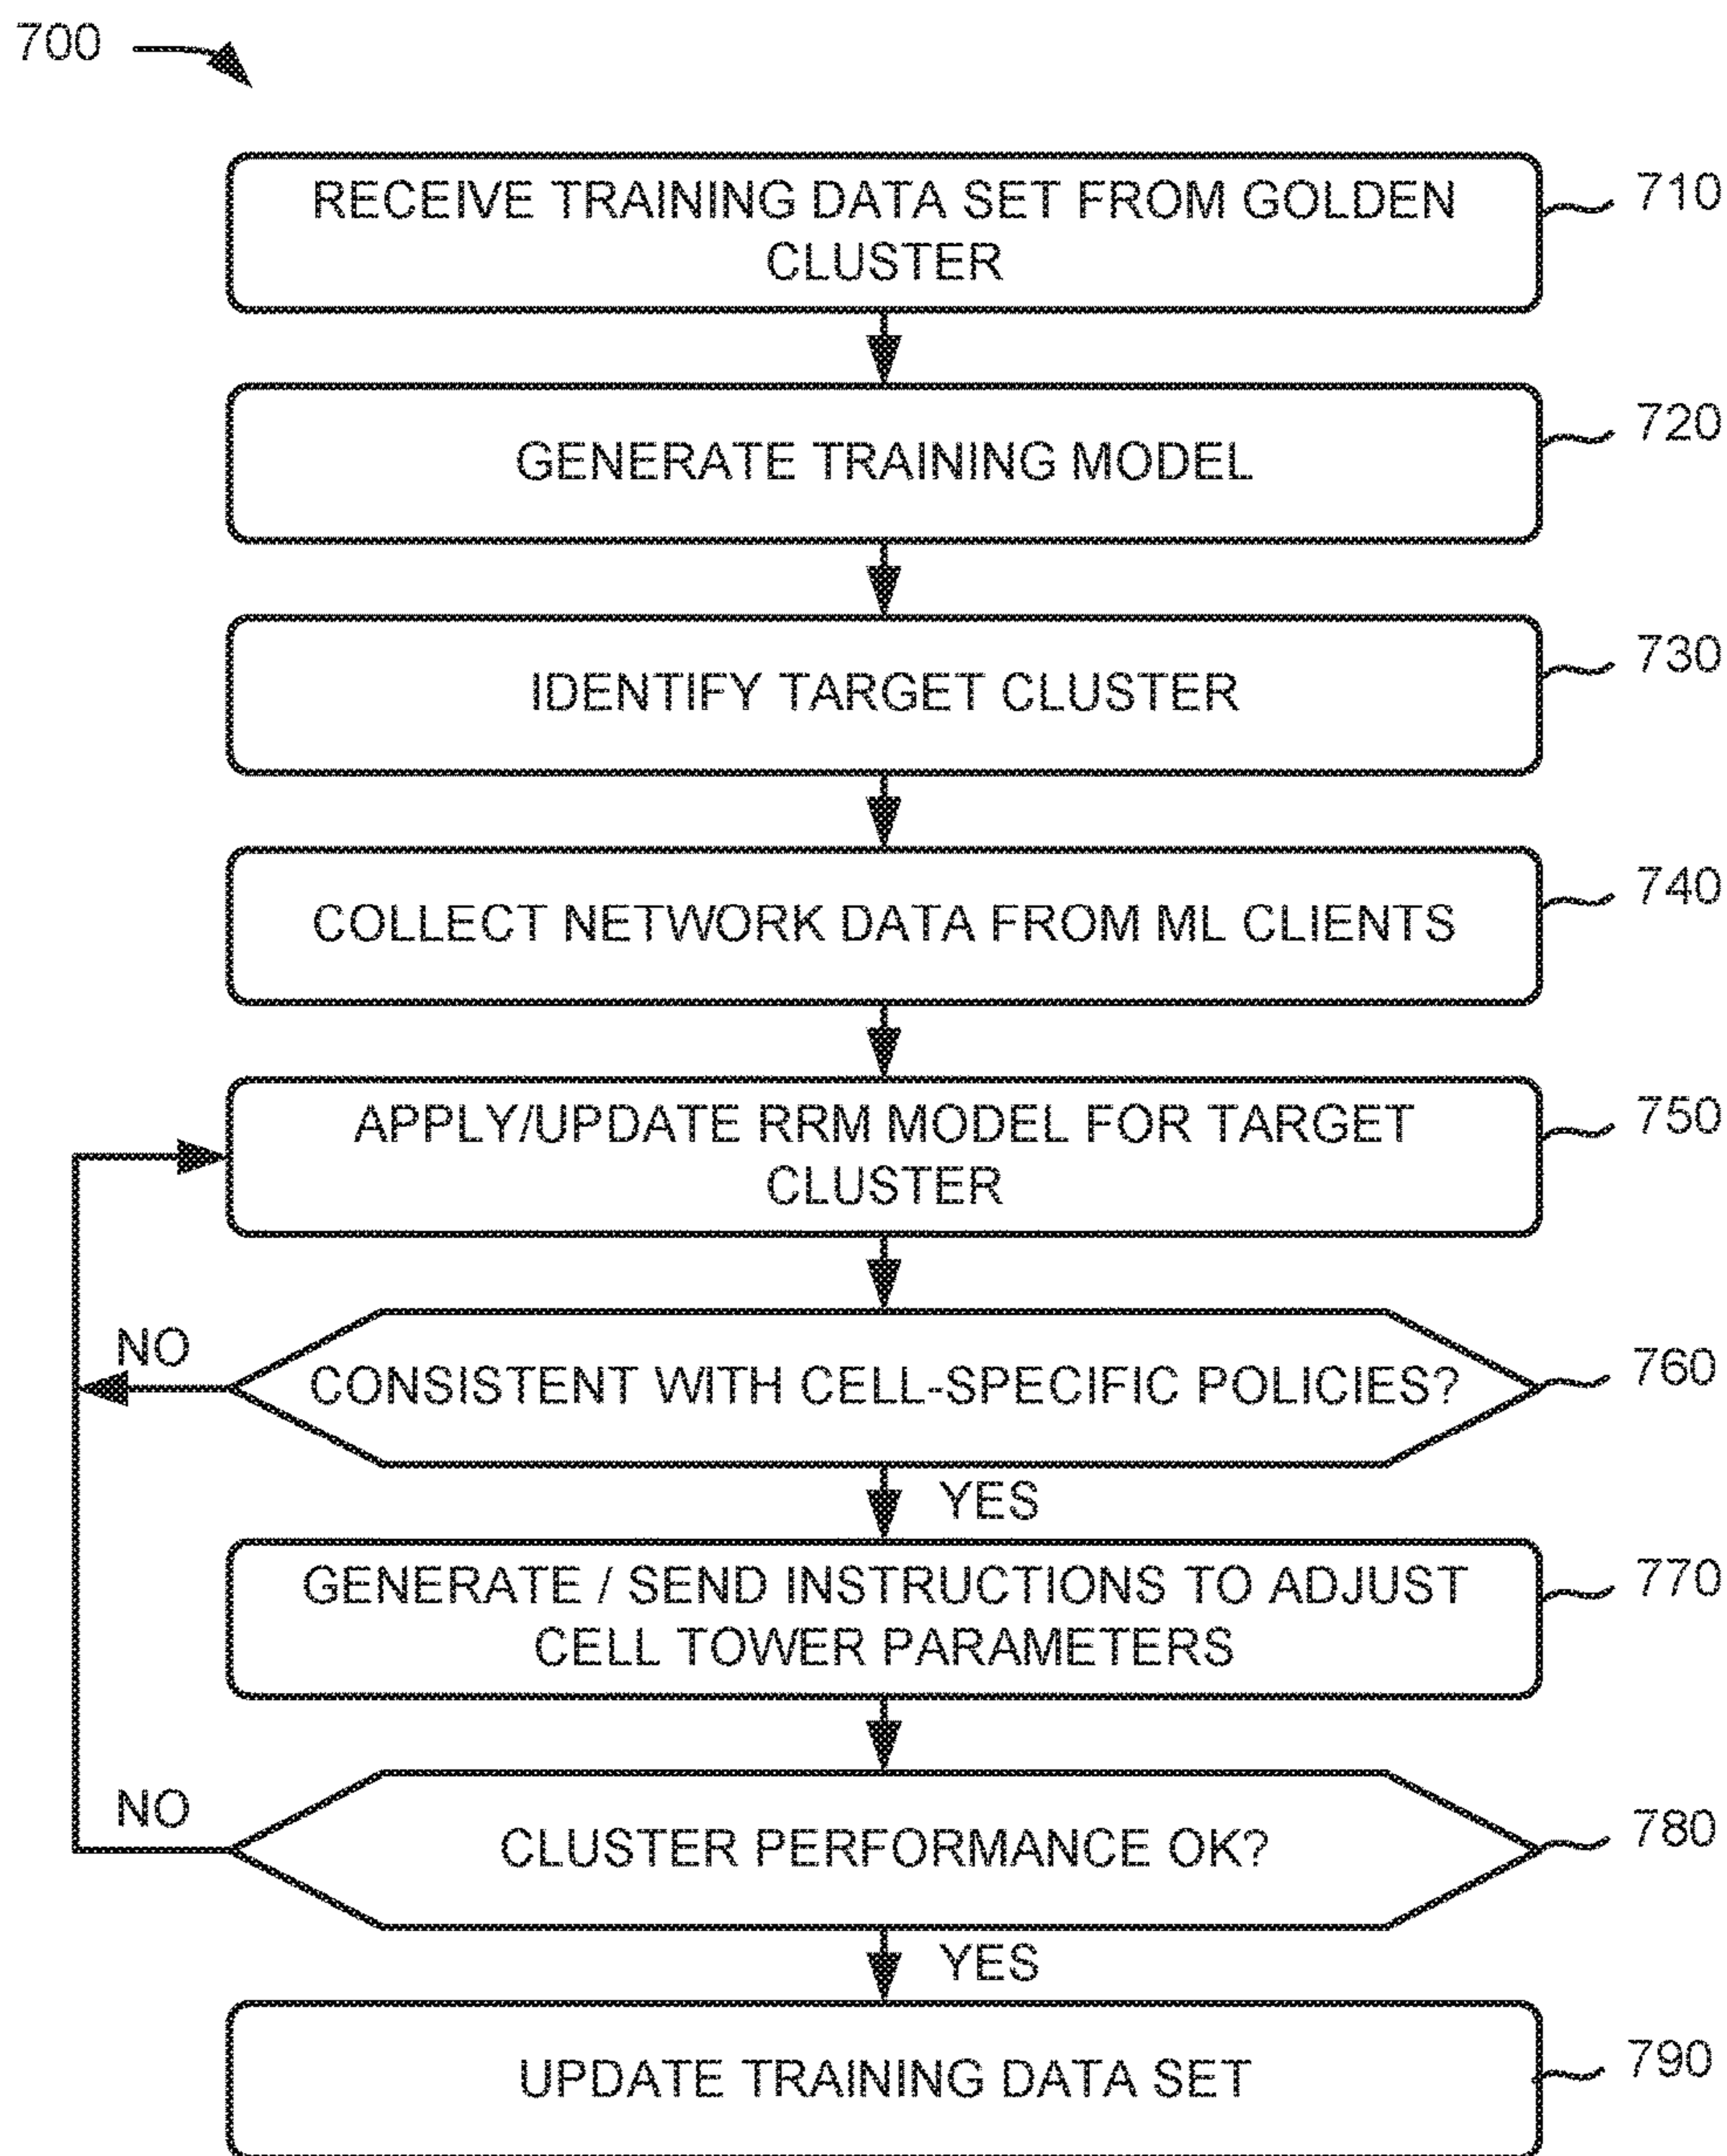 700
RECEIVE TRAINING DATA SET FROM GOLDEN
CLUSTER
710
GENERATE TRAINING MODEL
720
IDENTIFY TARGET CLUSTER
730
COLLECT NETWORK DATA FROM ML CLIENTS
740
APPLY/UPDATE RRM MODEL FOR TARGET
CLUSTER
750
NO
CONSISTENT WITH CELL-SPECIFIC POLICIES?
760
YES
GENERATE / SEND INSTRUCTIONS TO ADJUST
CELL TOWER PARAMETERS
770
NO
CLUSTER PERFORMANCE OK?
780
YES
UPDATE TRAINING DATA SET
790